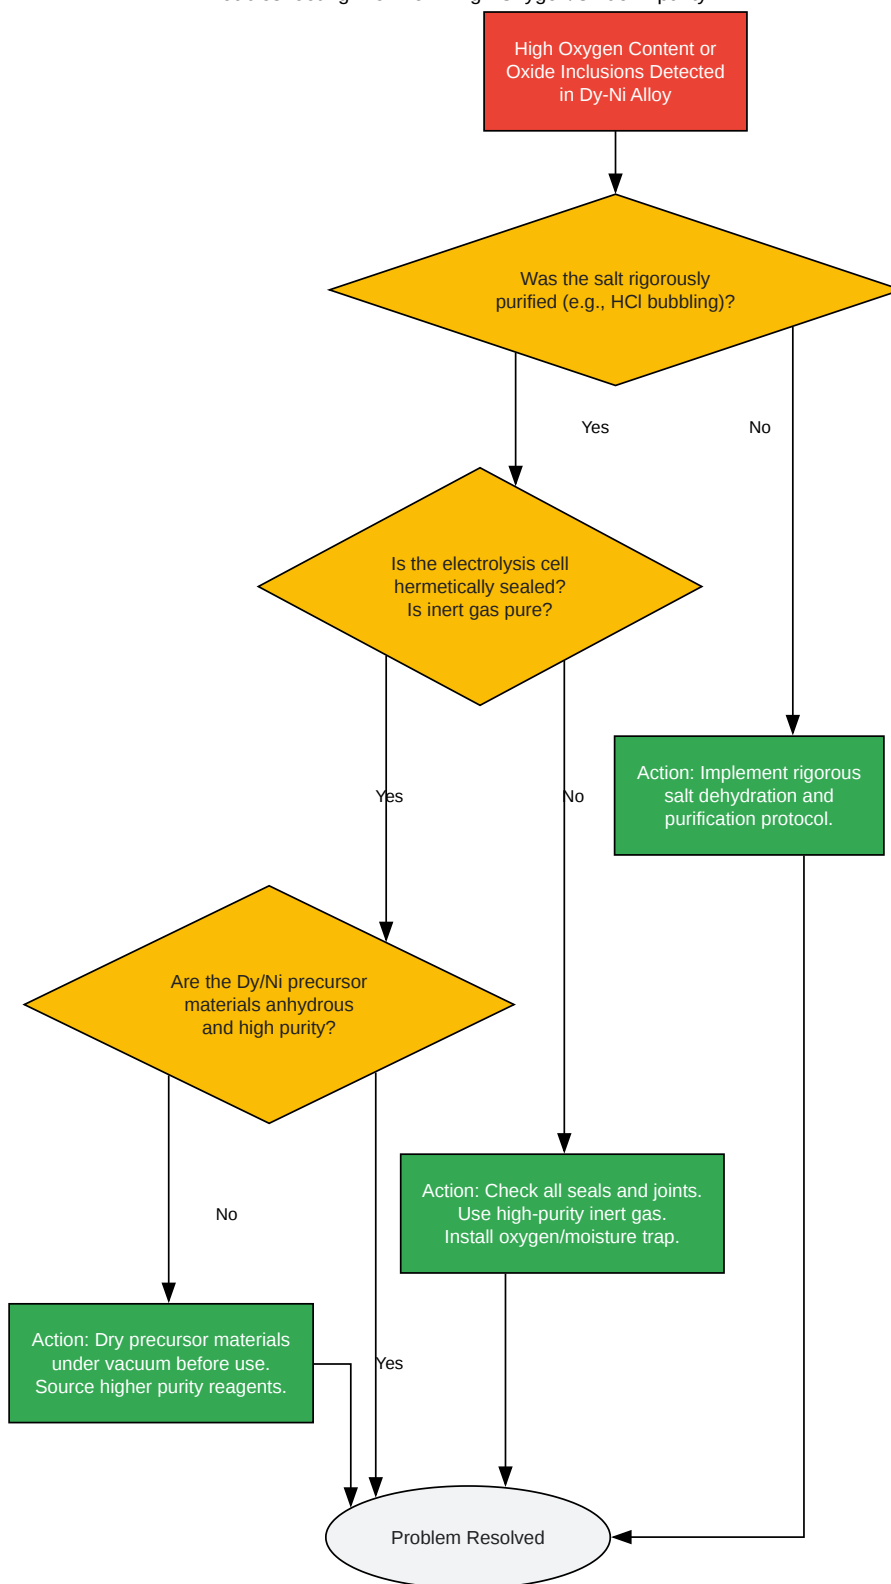 High Oxygen Content or
Oxide Inclusions Detected
in Dy-Ni Alloy
Was the salt rigorously
purified (e.g., HCl bubbling)?
Yes
No
Is the electrolysis cell
hermetically sealed?
Is inert gas pure?
Action: Implement rigorous
salt dehydration and
purification protocol.
Yes
No
Are the Dy/Ni precursor
materials anhydrous
and high purity?
Action: Check all seals and joints.
Use high-purity inert gas.
Install oxygen/moisture trap.
No
Action: Dry precursor materials
under vacuum before use.
Source higher purity reagents.
Yes
Problem Resolved